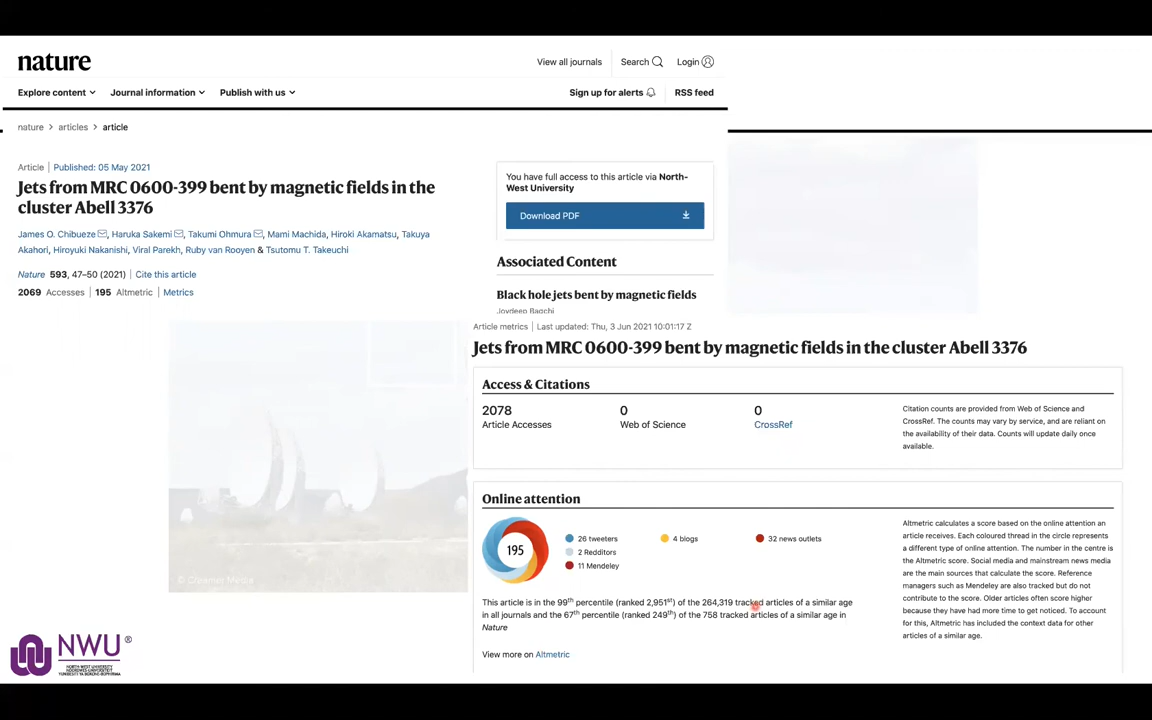 nature
View all journals
Search
Login
Explore content
Journal information
Publish with us
Sign up for alerts
RSS feed
nature > articles > article
Article | Published: 05 May 2021
Jets from MRC 0600-399 bent by magnetic fields in the
cluster Abell 3376
James O. Chibueze, Haruka Sakemi, Takumi Ohmura, Mami Machida, Hiroki Akamatsu, Takuya
Akahori, Hiroyuki Nakanishi, Viral Parekh, Ruby van Rooyen & Tsutomu T. Takeuchi
Nature 593, 47–50 (2021) | Cite this article
2069 Accesses | 195 Altmetric | Metrics
You have full access to this article via North-
West University
Download PDF
Associated Content
Black hole jets bent by magnetic fields
Joydeep Bagchi
Article metrics | Last updated: Thu, 3 Jun 2021 10:01:17 Z
Jets from MRC 0600-399 bent by magnetic fields in the cluster Abell 3376
Access & Citations
2078
Article Accesses
0
Web of Science
0
CrossRef
Citation counts are provided from Web of Science and
CrossRef. The counts may vary by service, and are reliant on
the availability of their data. Counts will update daily once
available.
Online attention
195
26 tweeters
4 blogs
32 news outlets
2 Redditors
11 Mendeley
This article is in the 99th percentile (ranked 2,951st) of the 264,319 tracked articles of a similar age
in all journals and the 67th percentile (ranked 249th) of the 758 tracked articles of a similar age in
Nature
View more on Altmetric
Altmetric calculates a score based on the online attention an
article receives. Each coloured thread in the circle represents
a different type of online attention. The number in the centre is
the Altmetric score. Social media and mainstream news media
are the main sources that calculate the score. Reference
managers such as Mendeley are also tracked but do not
contribute to the score. Older articles often score higher
because they have had more time to get noticed. To account
for this, Altmetric has included the context data for other
articles of a similar age.
NWU®
NORTH-WEST UNIVERSITY
NOORDWES-UNIVERSITEIT
YUNIBESITI YA BOKONE-BOPHIRIMA